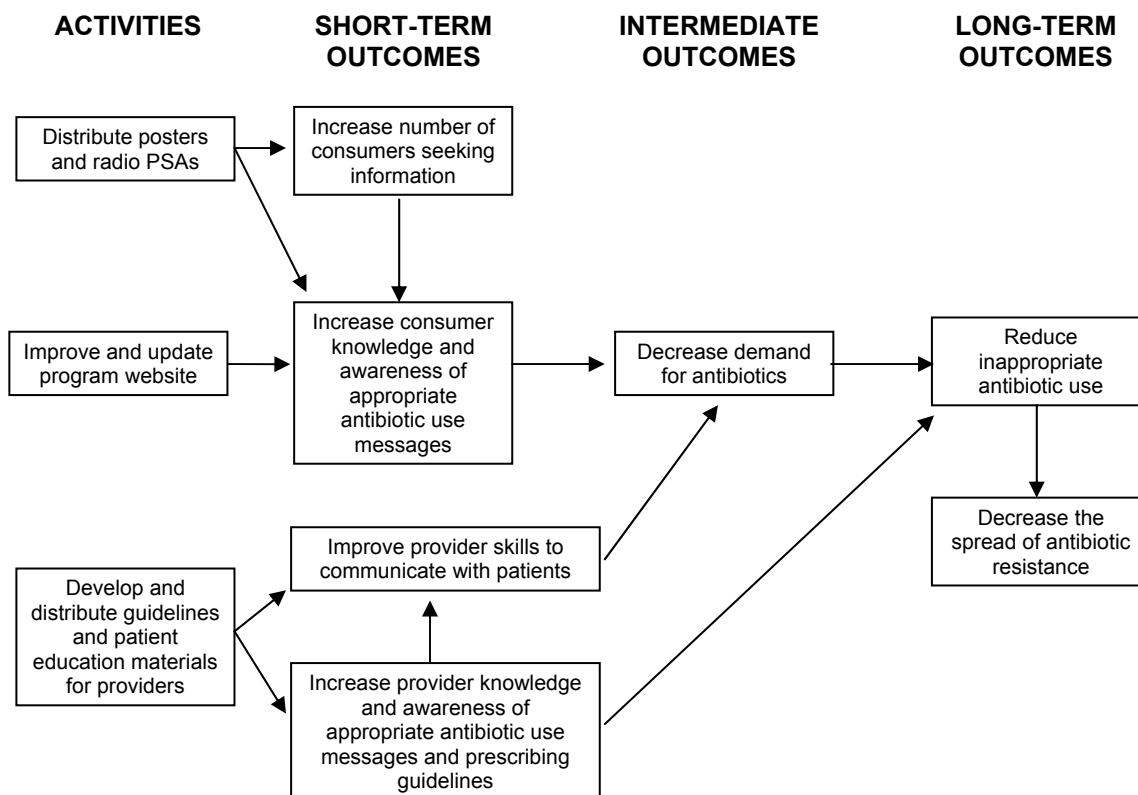 ACTIVITIES
SHORT-TERM
OUTCOMES
INTERMEDIATE
OUTCOMES
LONG-TERM
OUTCOMES
Distribute posters
and radio PSAs
Increase number of
consumers seeking
information
Improve and update
program website
Increase consumer
knowledge and
awareness of
appropriate
antibiotic use
messages
Decrease demand
for antibiotics
Reduce
inappropriate
antibiotic use
Decrease the
spread of antibiotic
resistance
Develop and
distribute guidelines
and patient
education materials
for providers
Improve provider skills to
communicate with patients
Increase provider knowledge
and awareness of
appropriate antibiotic use
messages and prescribing
guidelines